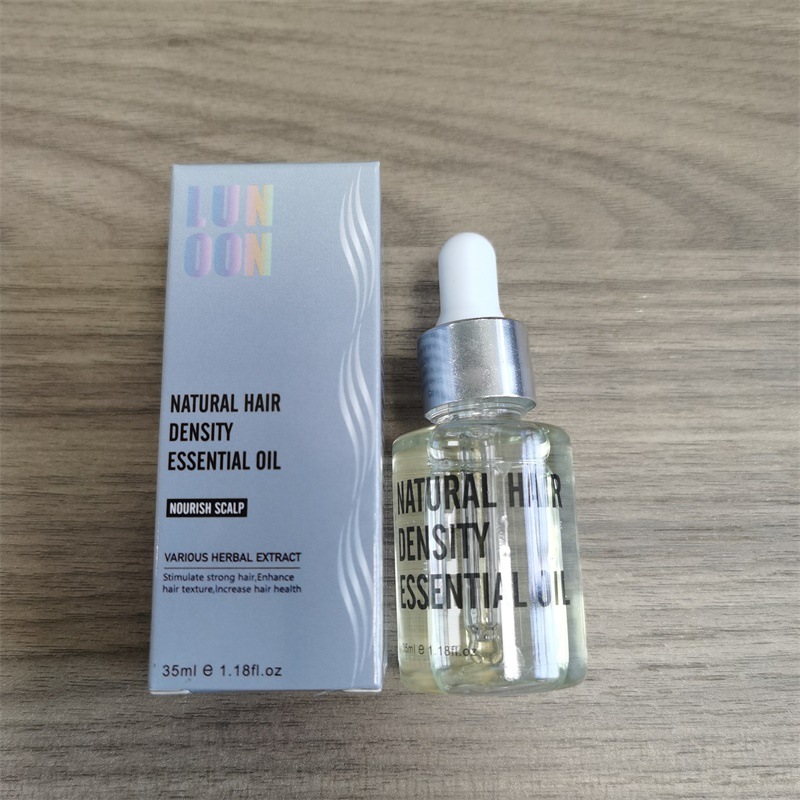 LUN
OON
NATURAL HAIR
DENSITY
ESSENTIAL OIL
NOURISH SCALP
VARIOUS HERBAL EXTRACT
Stimulate strong hair,Enhance
hair texture,Increase hair health
35ml e 1.18fl.oz
NATURAL HAIR
DENSITY
ESSENTIAL OIL
35ml e 1.18fl.oz